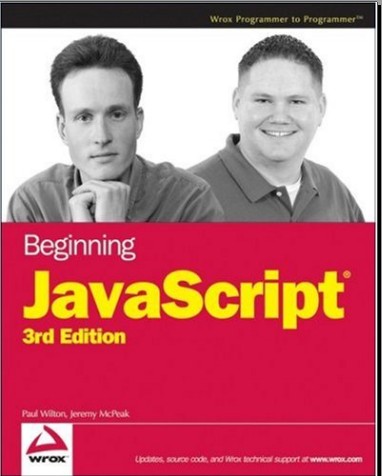 Wrox Programmer to Programmer™
Beginning
JavaScript®
3rd Edition
Paul Wilton, Jeremy McPeak
wrox™
Updates, source code, and Wrox technical support at www.wrox.com